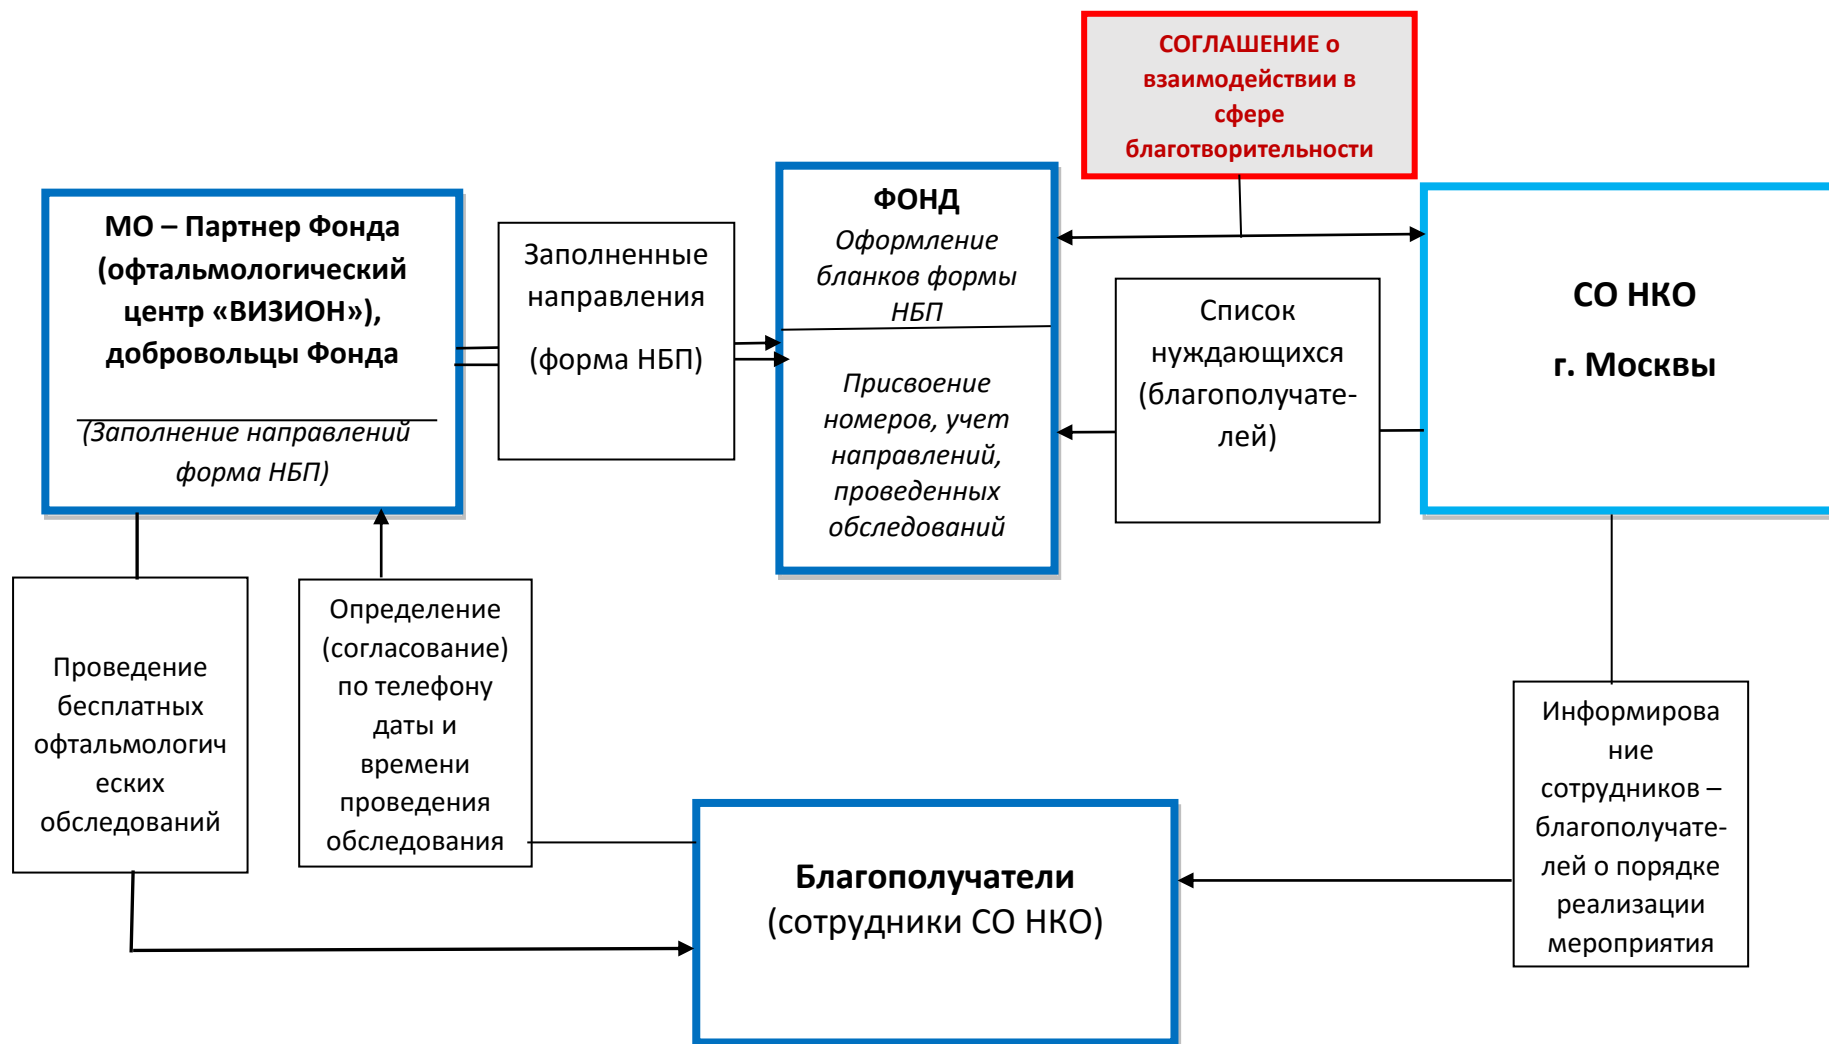 СОГЛАШЕНИЕ о
взаимодействии в
сфере
благотворительности
МО – Партнер Фонда
(офтальмологический
центр «ВИЗИОН»),
добровольцы Фонда
(Заполнение направлений
форма НБП)
Заполненные
направления
(форма НБП)
ФОНД
Оформление
бланков формы
НБП
Присвоение
номеров, учет
направлений,
проведенных
обследований
Список
нуждающихся
(благополучате-
лей)
СО НКО
г. Москвы
Проведение
бесплатных
офтальмологич
еских
обследований
Определение
(согласование)
по телефону
даты и
времени
проведения
обследования
Благополучатели
(сотрудники СО НКО)
Информирова
ние
сотрудников –
благополучате-
лей о порядке
реализации
мероприятия